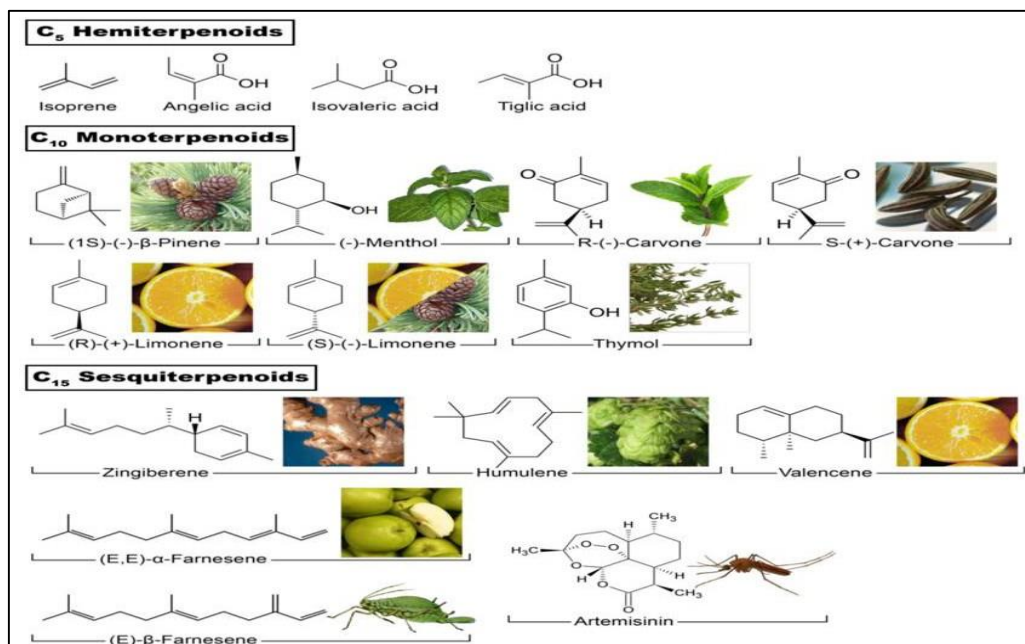 C5 Hemiterpenoids
O
OH
O
OH
O
OH
Isoprene Angelic acid Isovaleric acid Tiglic acid
C10 Monoterpenoids
OH
O
H
O
H
(1S)-(-)-β-Pinene (-)-Menthol R-(-)-Carvone S-(+)-Carvone
OH
(R)-(+)-Limonene (S)-(-)-Limonene Thymol
C15 Sesquiterpenoids
H
Zingiberene Humulene Valencene
(E,E)-α-Farnesene
H
CH3
H3C
O
O
O
H
O
H
CH3
O
Artemisinin
(E)-β-Farnesene